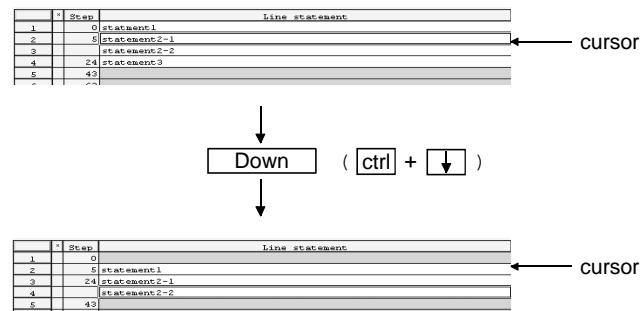 * Step Line statement
1 0 statment1
2 5 statement2-1
cursor
3 statement2-2
4 24 statement3
5 43
Down ( ctrl + ↓ )
* Step Line statement
1 0
2 5 statement1
cursor
3 24 statement2-1
4 statement2-2
5 43